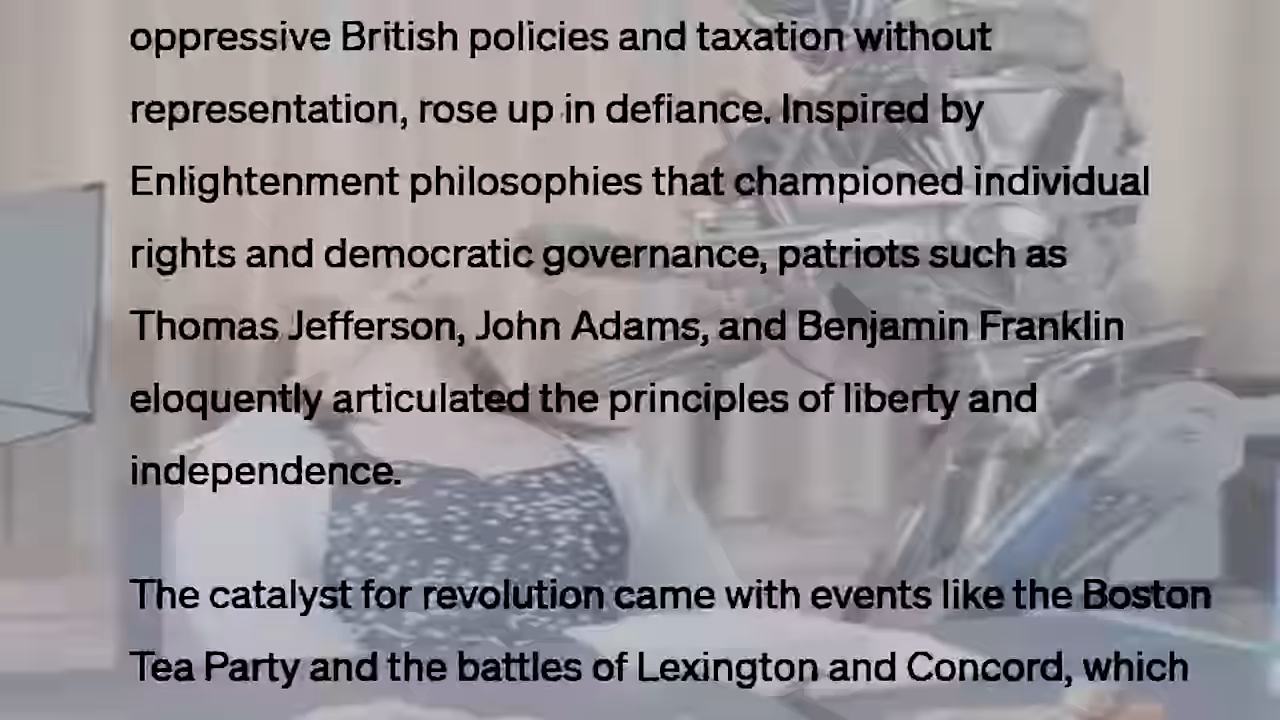 oppressive British policies and taxation without
representation, rose up in defiance. Inspired by
Enlightenment philosophies that championed individual
rights and democratic governance, patriots such as
Thomas Jefferson, John Adams, and Benjamin Franklin
eloquently articulated the principles of liberty and
independence.
The catalyst for revolution came with events like the Boston
Tea Party and the battles of Lexington and Concord, which